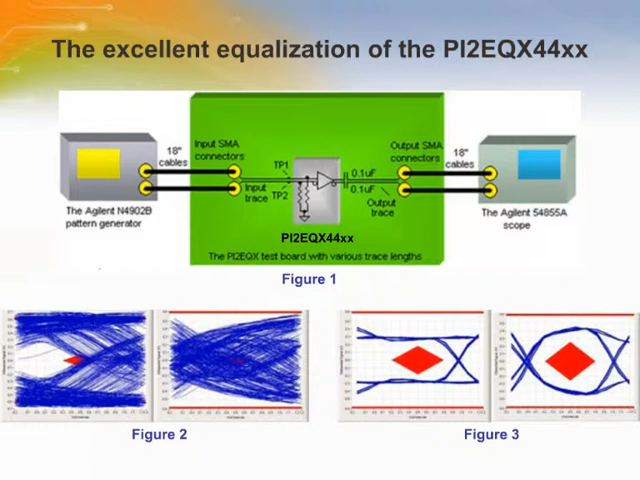 The excellent equalization of the PI2EQX44xx
18"
cables
Input SMA
connectors
TP1
TP2
Input
trace
0.1uF
0.1uF
Output
trace
Output SMA
connectors
18"
cables
The Agilent N4902B
pattern generator
PI2EQX44xx
The Agilent 54855A
scope
The PI2EQX test board with various trace lengths
Figure 1
Figure 2
Figure 3